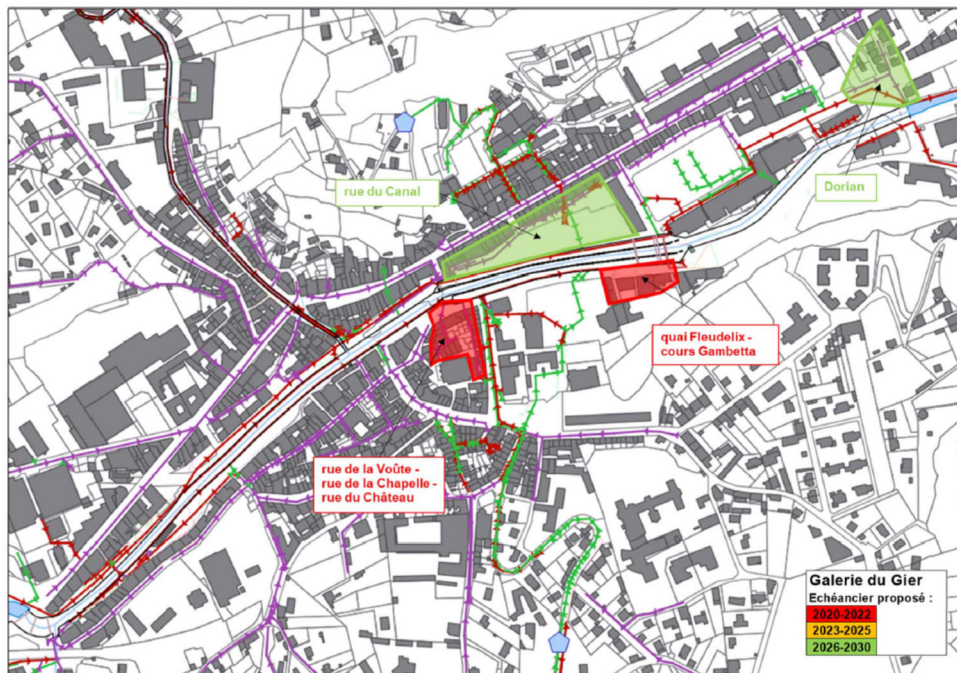 rue du Canal
Dorian
quai Fleudelix -
cours Gambetta
rue de la Voûte -
rue de la Chapelle -
rue du Château
Galerie du Gier
Echéancier proposé :
2020-2022
2023-2025
2026-2030